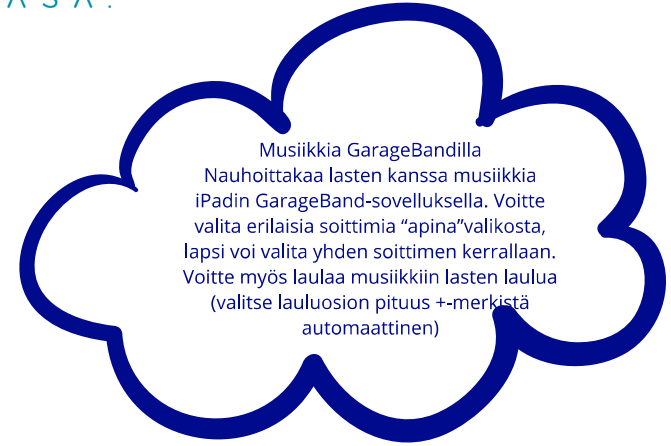 Musiikkia GarageBandilla
Nauhoittakaa lasten kanssa musiikkia
iPadin GarageBand-sovelluksella. Voitte
valita erilaisia soittimia “apina”valikosta,
lapsi voi valita yhden soittimen kerrallaan.
Voitte myös laulaa musiikkiin lasten laulua
(valitse lauluosion pituus +-merkistä
automaattinen)